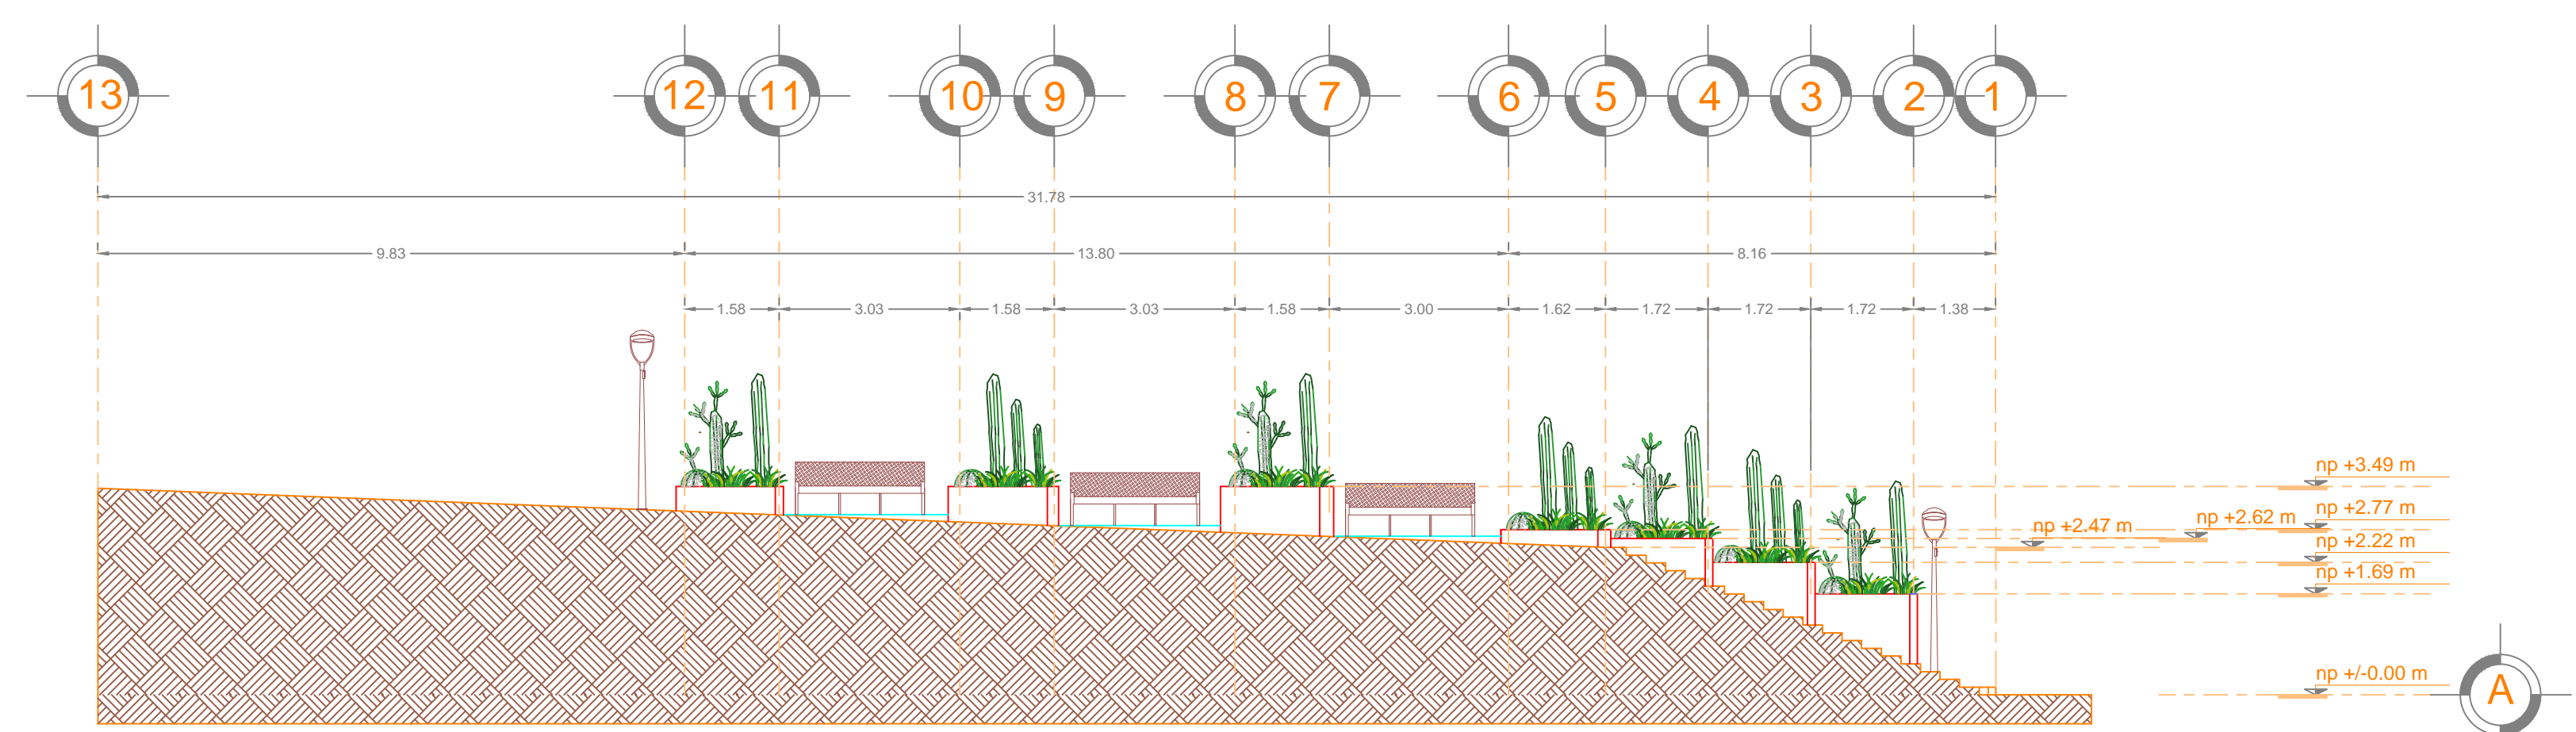 13 12 11 10 9 8 7 6 5 4 3 2 1
31.78
9.83 13.80 8.16
1.58 3.03 1.58 3.03 1.58 3.00 1.62 1.72 1.72 1.72 1.38
np +3.49 m
np +2.77 m
np +2.62 m
np +2.47 m
np +2.22 m
np +1.69 m
np +/-0.00 m
A